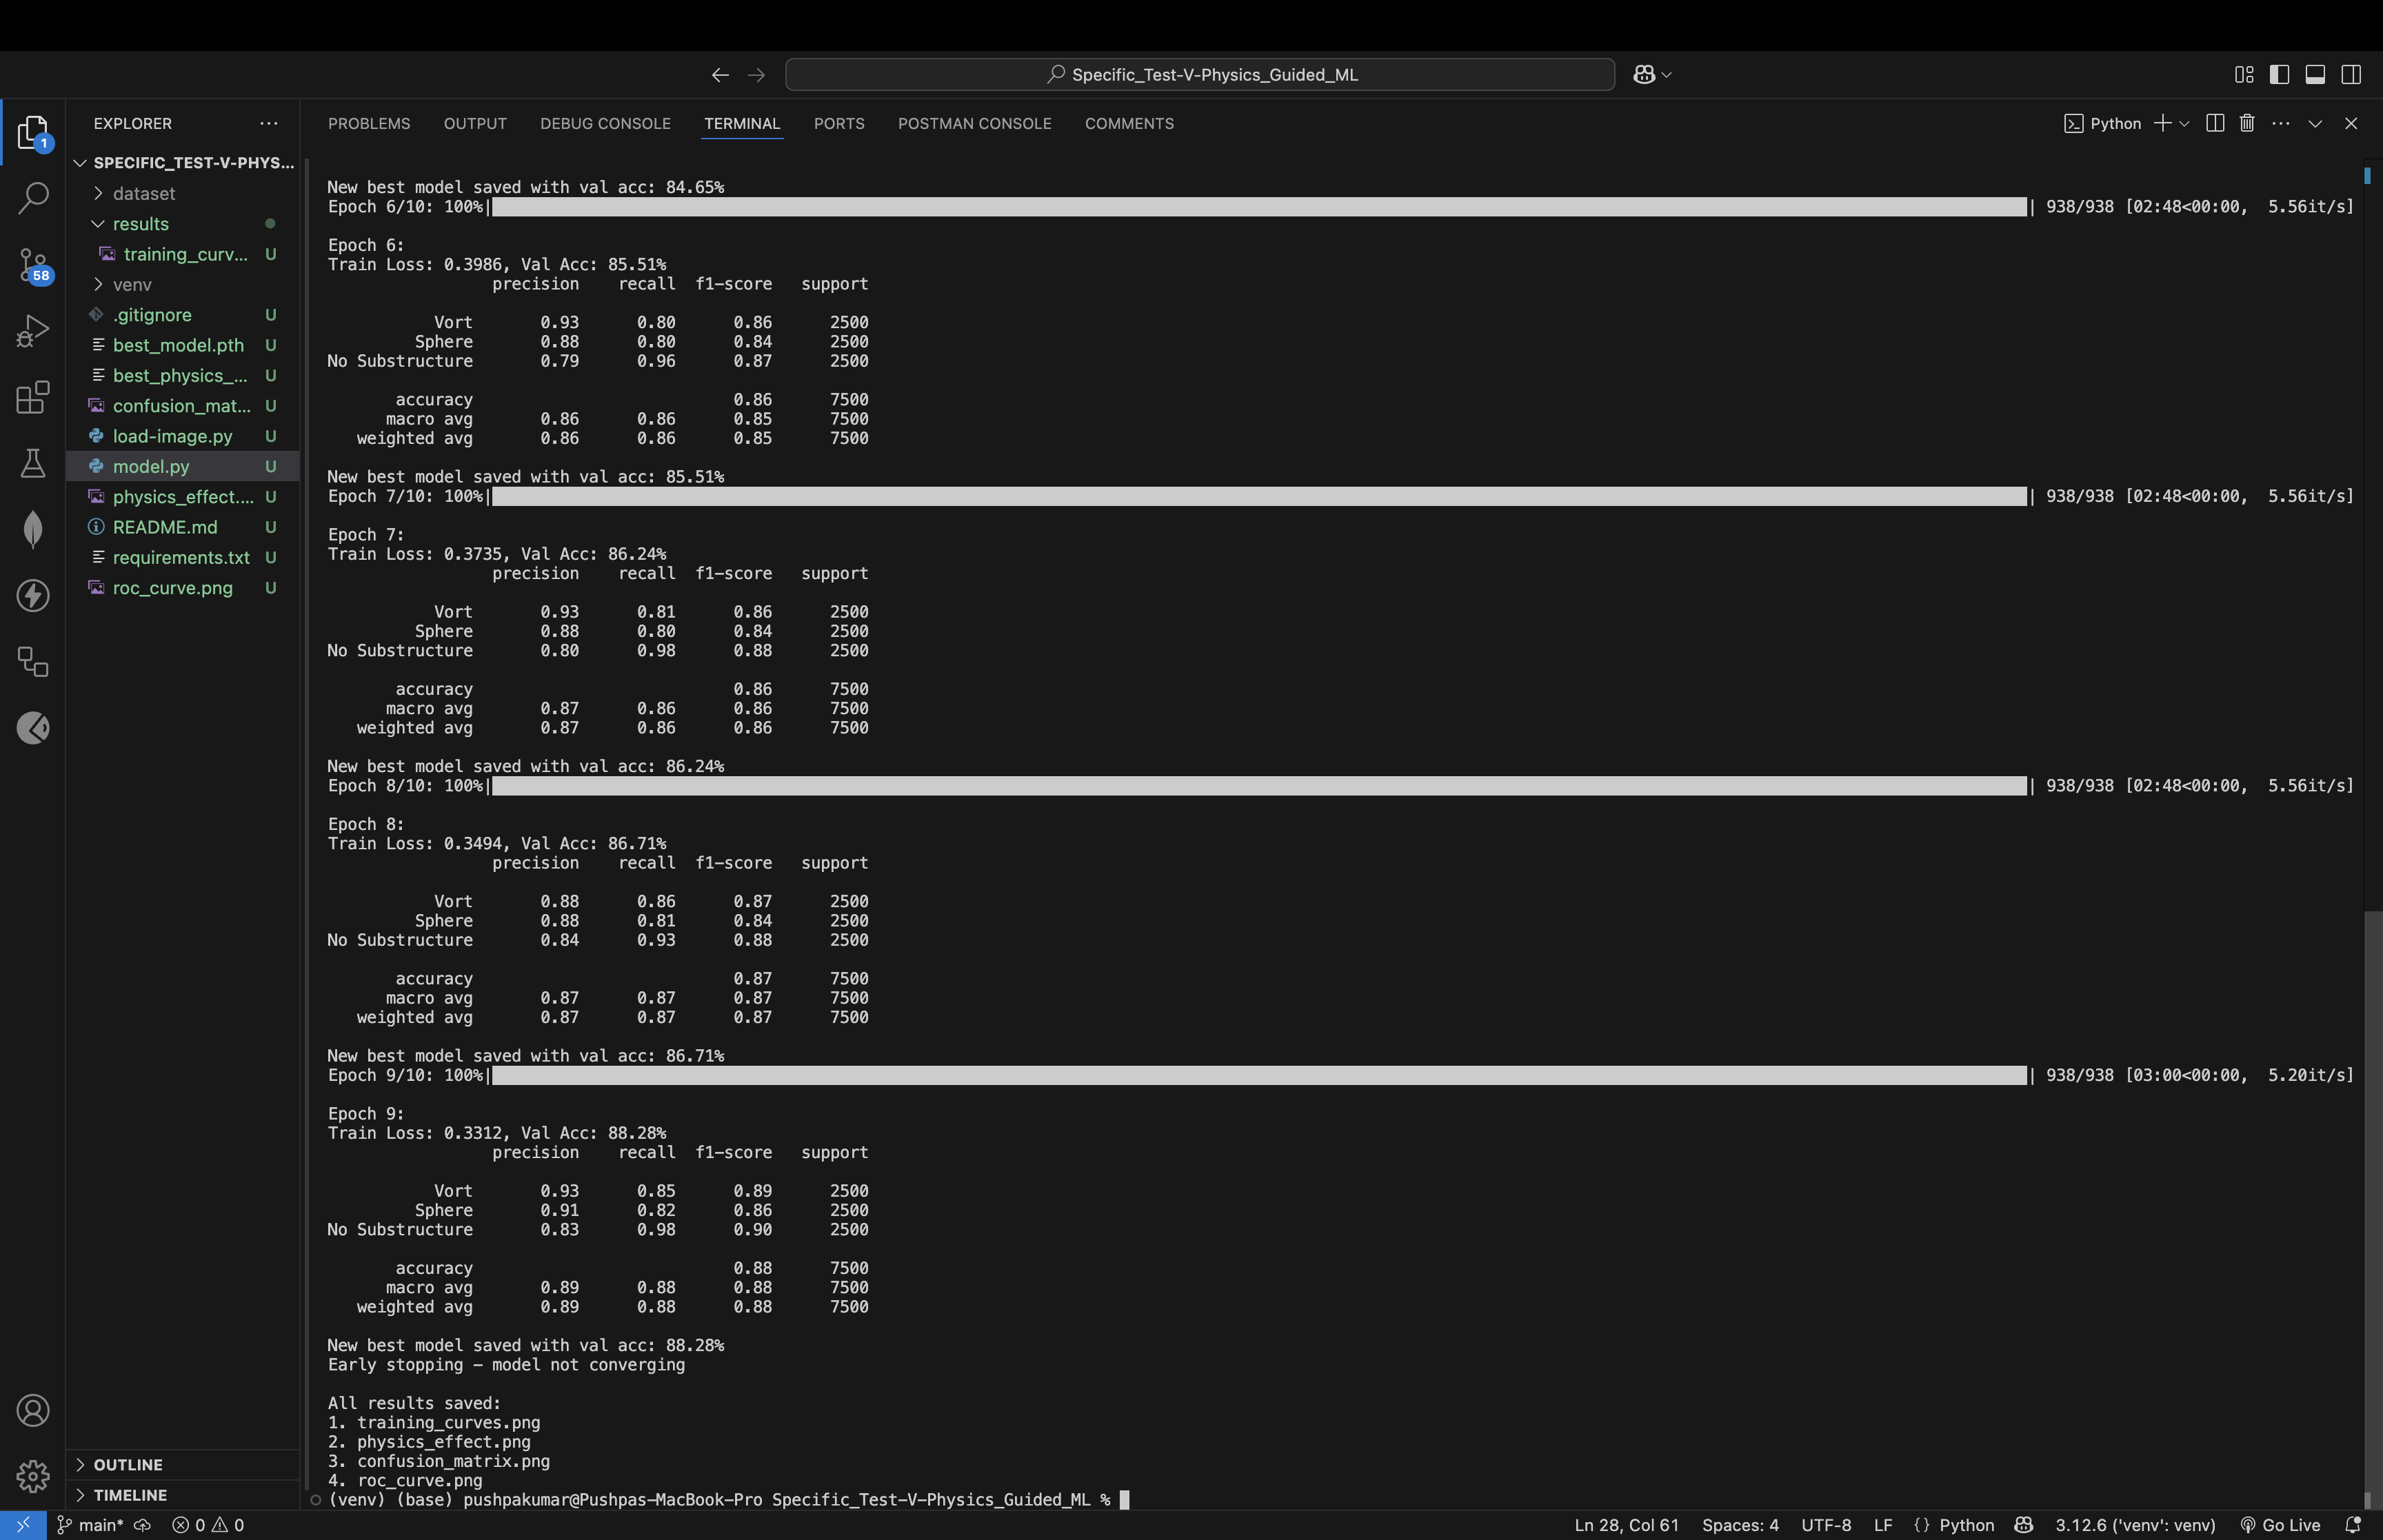 Specific_Test-V-Physics_Guided_ML
EXPLORER
PROBLEMS OUTPUT DEBUG CONSOLE TERMINAL PORTS POSTMAN CONSOLE COMMENTS
Python
1
58
SPECIFIC_TEST-V-PHYS...
dataset
results
training_curv... U
venv
.gitignore U
best_model.pth U
best_physics_... U
confusion_mat... U
load-image.py U
model.py U
physics_effect.... U
README.md U
requirements.txt U
roc_curve.png U
OUTLINE
TIMELINE
New best model saved with val acc: 84.65%
Epoch 6/10: 100%| | 938/938 [02:48<00:00, 5.56it/s]
Epoch 6:
Train Loss: 0.3986, Val Acc: 85.51%
precision recall f1-score support
Vort 0.93 0.80 0.86 2500
Sphere 0.88 0.80 0.84 2500
No Substructure 0.79 0.96 0.87 2500
accuracy 0.86 7500
macro avg 0.86 0.86 0.85 7500
weighted avg 0.86 0.86 0.85 7500
New best model saved with val acc: 85.51%
Epoch 7/10: 100%| | 938/938 [02:48<00:00, 5.56it/s]
Epoch 7:
Train Loss: 0.3735, Val Acc: 86.24%
precision recall f1-score support
Vort 0.93 0.81 0.86 2500
Sphere 0.88 0.80 0.84 2500
No Substructure 0.80 0.98 0.88 2500
accuracy 0.86 7500
macro avg 0.87 0.86 0.86 7500
weighted avg 0.87 0.86 0.86 7500
New best model saved with val acc: 86.24%
Epoch 8/10: 100%| | 938/938 [02:48<00:00, 5.56it/s]
Epoch 8:
Train Loss: 0.3494, Val Acc: 86.71%
precision recall f1-score support
Vort 0.88 0.86 0.87 2500
Sphere 0.88 0.81 0.84 2500
No Substructure 0.84 0.93 0.88 2500
accuracy 0.87 7500
macro avg 0.87 0.87 0.87 7500
weighted avg 0.87 0.87 0.87 7500
New best model saved with val acc: 86.71%
Epoch 9/10: 100%| | 938/938 [03:00<00:00, 5.20it/s]
Epoch 9:
Train Loss: 0.3312, Val Acc: 88.28%
precision recall f1-score support
Vort 0.93 0.85 0.89 2500
Sphere 0.91 0.82 0.86 2500
No Substructure 0.83 0.98 0.90 2500
accuracy 0.88 7500
macro avg 0.89 0.88 0.88 7500
weighted avg 0.89 0.88 0.88 7500
New best model saved with val acc: 88.28%
Early stopping – model not converging
All results saved:
1. training_curves.png
2. physics_effect.png
3. confusion_matrix.png
4. roc_curve.png
(venv) (base) pushpakumar@Pushpas-MacBook-Pro Specific_Test-V-Physics_Guided_ML %
main* 0 0 Ln 28, Col 61 Spaces: 4 UTF-8 LF {} Python 3.12.6 ('venv': venv) Go Live